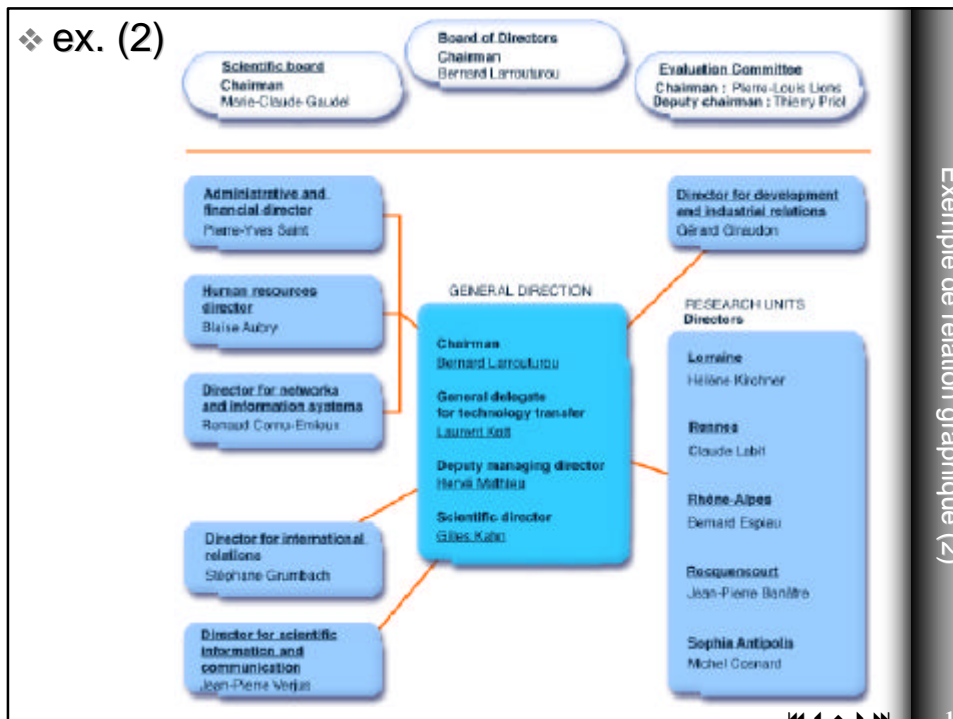 ❖ ex. (2)
Scientific board
Chairman
Marie-Claude-Gaudel
Board of Directors
Chairman
Bernard Larrouturou
Evaluation Committee
Chairman : Pierre-Louis Lions
Deputy chairman : Thierry Priol
Administrative and
financial director
Pierre-Yves Saint
Human resources
director
Blaise Aubry
Director for networks
and information systems
Renaud Cornu-Emieux
Director for international
relations
Stéphane Grumbach
Director for scientific
information and
communication
Jean-Pierre Verjus
GENERAL DIRECTION
Chairman
Bernard Larrouturou
General delegate
for technology transfer
Laurent Kott
Deputy managing director
Hervé Mathieu
Scientific director
Gilles Kahn
Director for development
and industrial relations
Gérard Giraudon
RESEARCH UNITS
Directors
Lorraine
Hélène Kirchner
Rennes
Claude Labit
Rhône-Alpes
Bernard Espiau
Rocquencourt
Jean-Pierre Banâtre
Sophia Antipolis
Michel Cosnard
Exemple de relation graphique (2)